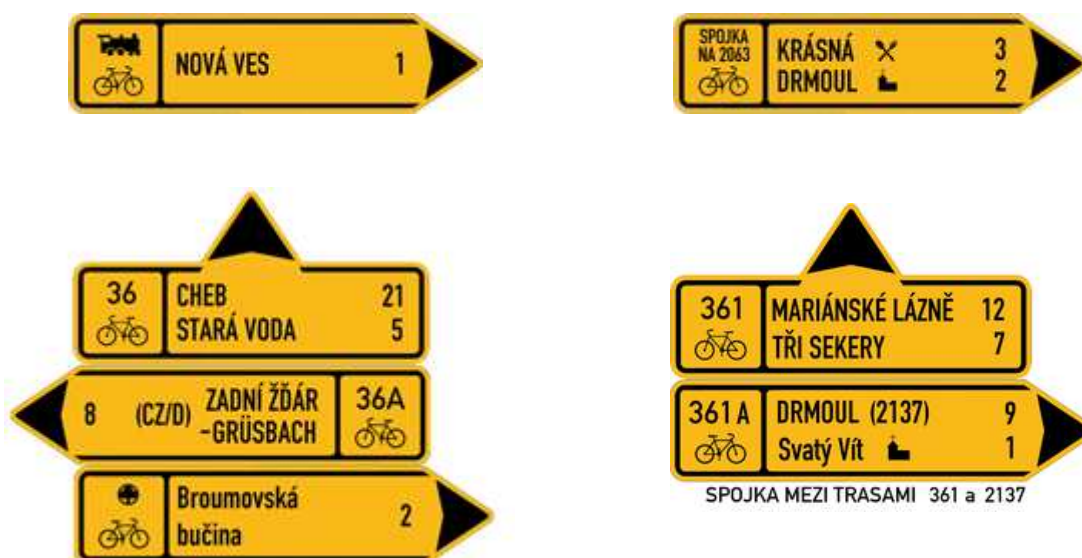 NOVÁ VES 1
SPOJKA
NA 2063
KRÁSNÁ 3
DRMOUL 2
36
CHEB 21
STARÁ VODA 5
8 (CZ/D) ZADNÍ ŽĎÁR
-GRÜSBACH
36A
Broumovská
bučina
2
361
MARIÁNSKÉ LÁZNĚ 12
TŘI SEKERY 7
361 A
DRMOUL (2137) 9
Svatý Vít 1
SPOJKA MEZI TRASAMI 361 a 2137